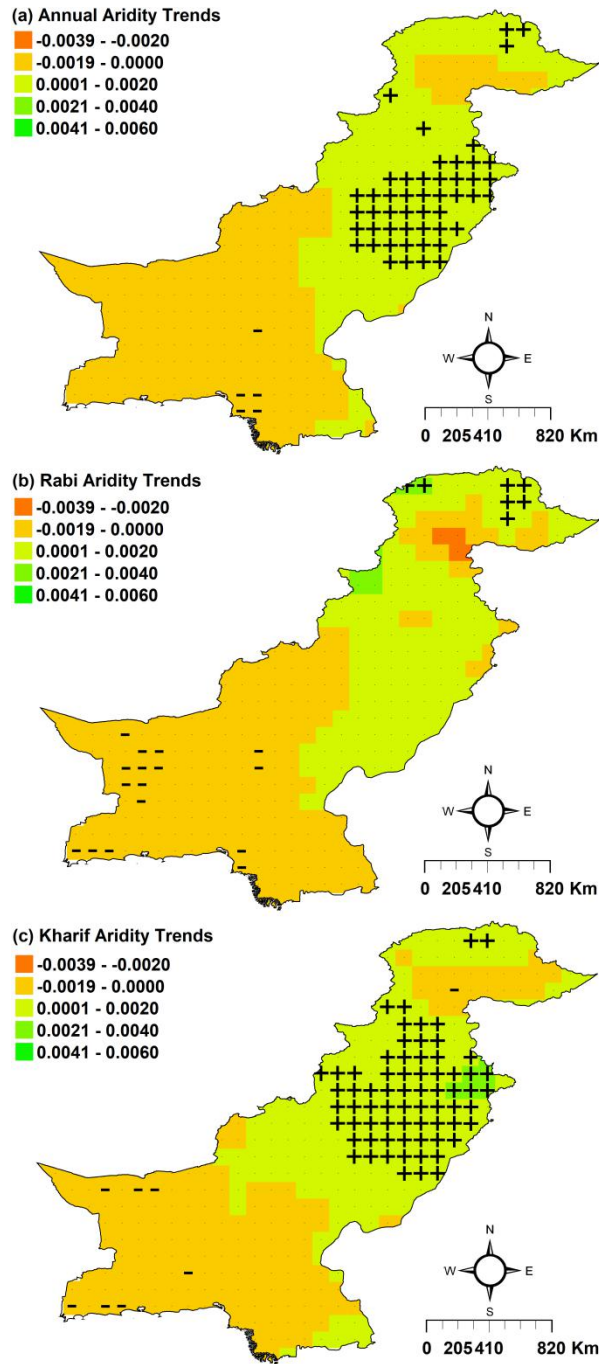 (a) Annual Aridity Trends
-0.0039 - -0.0020
-0.0019 - 0.0000
0.0001 - 0.0020
0.0021 - 0.0040
0.0041 - 0.0060
N
W E
S
0 205410 820 Km
(b) Rabi Aridity Trends
-0.0039 - -0.0020
-0.0019 - 0.0000
0.0001 - 0.0020
0.0021 - 0.0040
0.0041 - 0.0060
N
W E
S
0 205410 820 Km
(c) Kharif Aridity Trends
-0.0039 - -0.0020
-0.0019 - 0.0000
0.0001 - 0.0020
0.0021 - 0.0040
0.0041 - 0.0060
N
W E
S
0 205410 820 Km